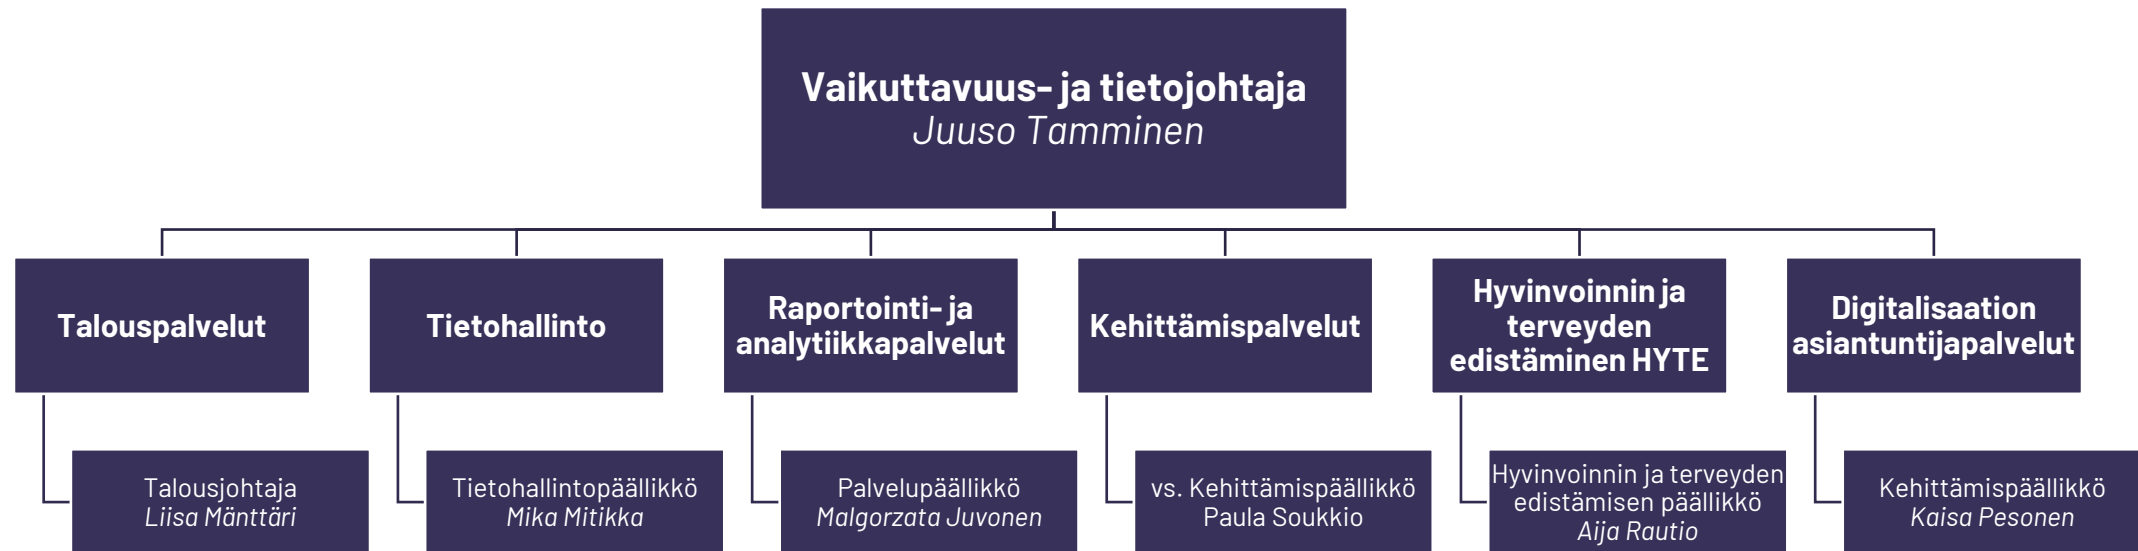 Vaikuttavuus- ja tietojohtaja
Juuso Tamminen
Talouspalvelut
Tietohallinto
Raportointi- ja
analytiikkapalvelut
Kehittämispalvelut
Hyvinvoinnin ja
terveyden
edistäminen HYTE
Digitalisaation
asiantuntijapalvelut
Talousjohtaja
Liisa Mänttäri
Tietohallintopäällikkö
Mika Mitikka
Palvelupäällikkö
Malgorzata Juvonen
vs. Kehittämispäällikkö
Paula Soukkio
Hyvinvoinnin ja terveyden
edistämisen päällikkö
Aija Rautio
Kehittämispäällikkö
Kaisa Pesonen